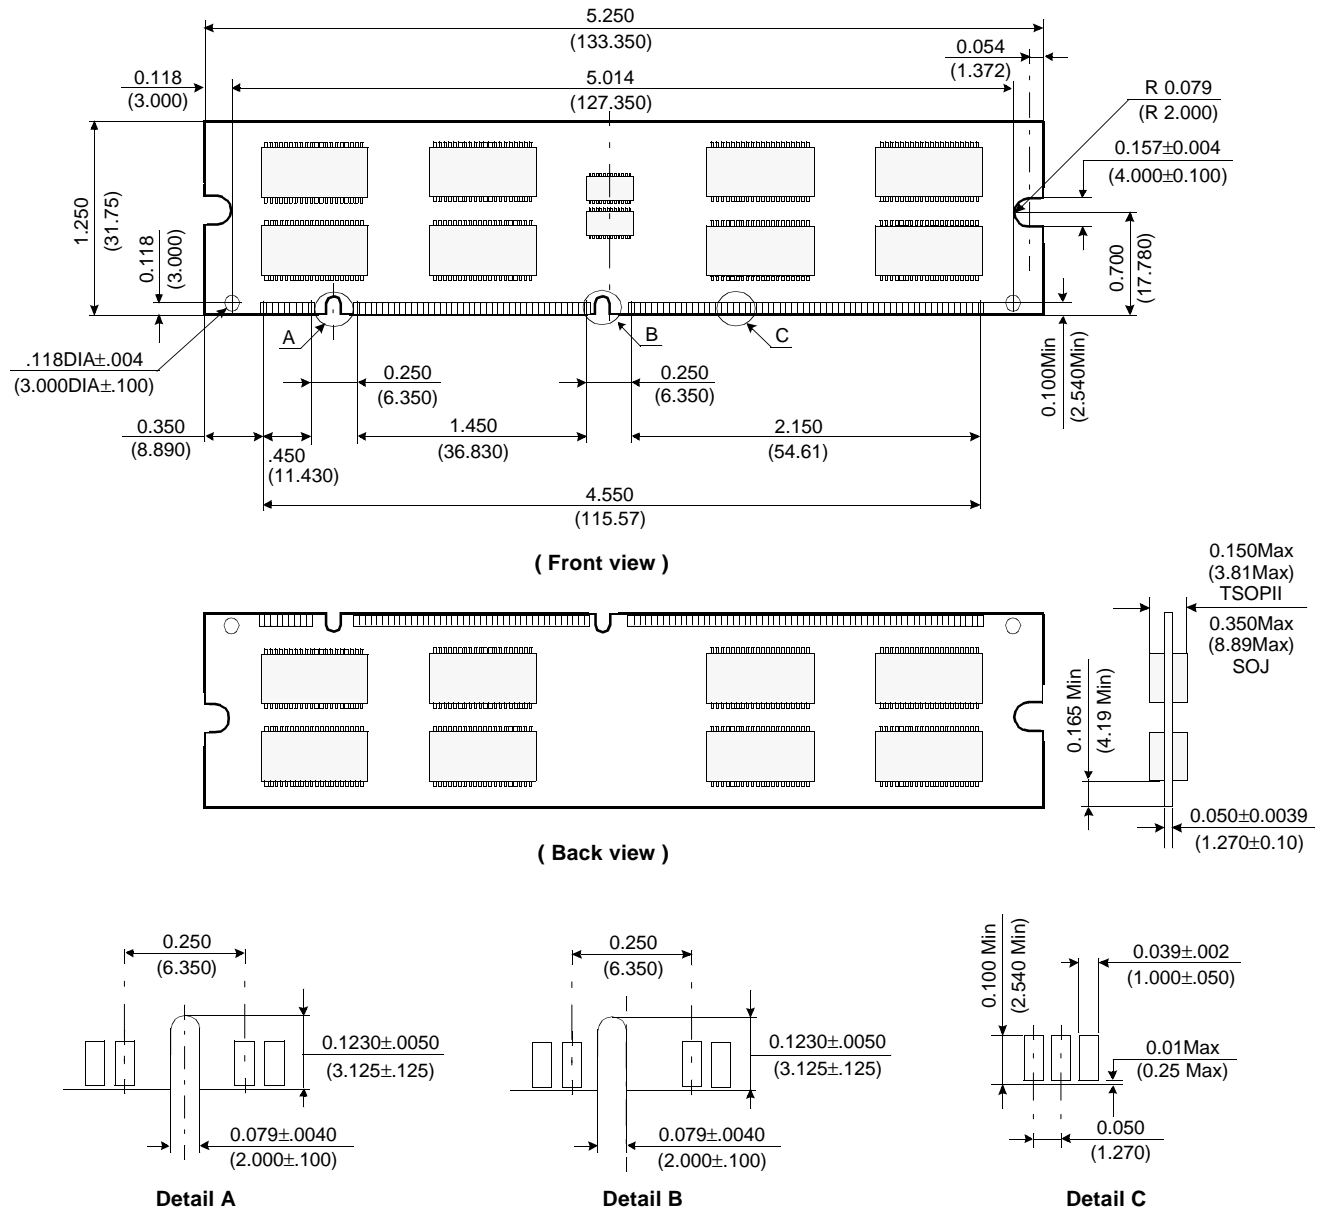 5.250
(133.350)
0.054
(1.372)
0.118
(3.000)
5.014
(127.350)
R 0.079
(R 2.000)
0.157±0.004
(4.000±0.100)
1.250
(31.75)
0.118
(3.000)
0.700
(17.780)
A
B
C
.118DIA±.004
(3.000DIA±.100)
0.250
(6.350)
0.250
(6.350)
0.100Min
(2.540Min)
0.350
(8.890)
.450
(11.430)
1.450
(36.830)
2.150
(54.61)
4.550
(115.57)
( Front view )
0.150Max
(3.81Max)
TSOPII
0.350Max
(8.89Max)
SOJ
0.165 Min
(4.19 Min)
0.050±0.0039
(1.270±0.10)
( Back view )
0.250
(6.350)
0.1230±.0050
(3.125±.125)
0.079±.0040
(2.000±.100)
Detail A
0.250
(6.350)
0.1230±.0050
(3.125±.125)
0.079±.0040
(2.000±.100)
Detail B
0.100 Min
(2.540 Min)
0.039±.002
(1.000±.050)
0.01Max
(0.25 Max)
0.050
(1.270)
Detail C